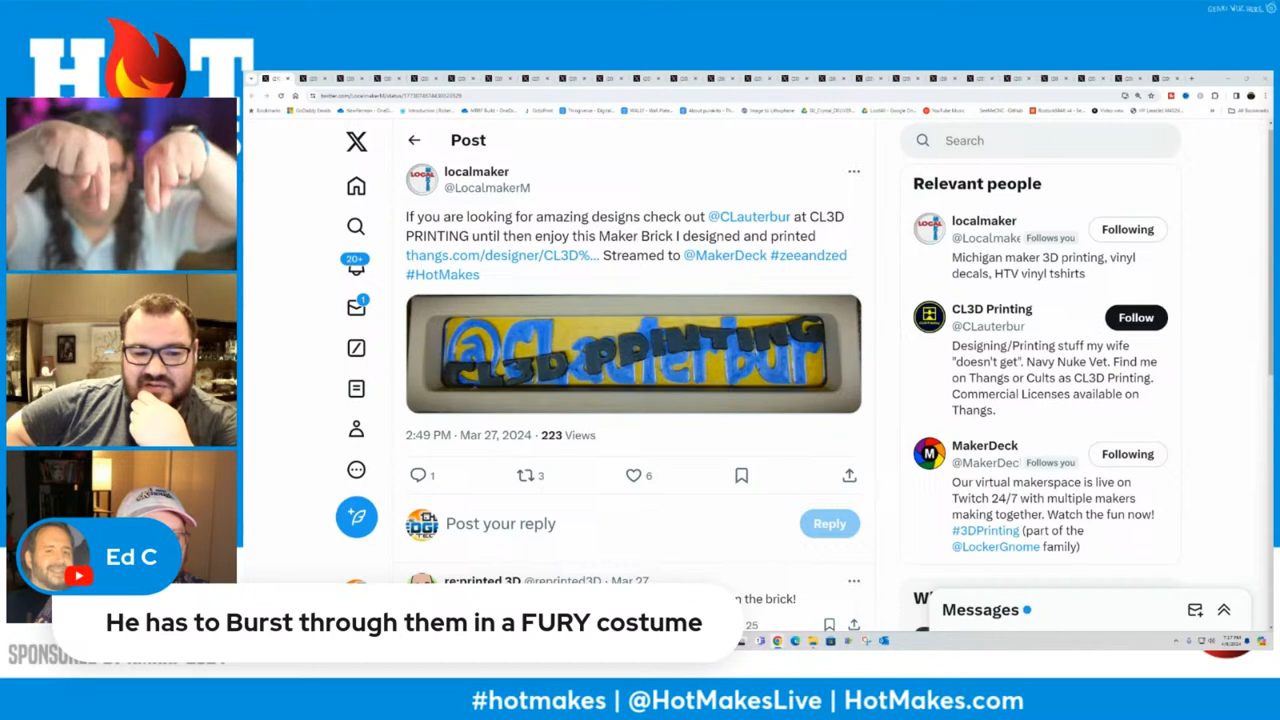 H T
Post
Search
localmaker
@LocalmakerM
If you are looking for amazing designs check out @CLauterbur at CL3D
PRINTING until then enjoy this Maker Brick I designed and printed
thangs.com/designer/CL3D%... Streamed to @MakerDeck #zeeandzed
#HotMakes
@CLauterbur
CL3D PRINTING
2:49 PM · Mar 27, 2024 · 223 Views
1
3
6
20+
1
Post your reply
Reply
re:printed 3D @reprinted3D · Mar 27
n the brick!
25
Relevant people
localmaker
Following
@Localmake Follows you
Michigan maker 3D printing, vinyl
decals, HTV vinyl tshirts
CL3D Printing
Follow
@CLauterbur
Designing/Printing stuff my wife
"doesn't get". Navy Nuke Vet. Find me
on Thangs or Cults as CL3D Printing.
Commercial Licenses available on
Thangs.
MakerDeck
Following
@MakerDec Follows you
Our virtual makerspace is live on
Twitch 24/7 with multiple makers
making together. Watch the fun now!
#3DPrinting (part of the
@LockerGnome family)
Messages
Ed C
He has to Burst through them in a FURY costume
#hotmakes | @HotMakesLive | HotMakes.com